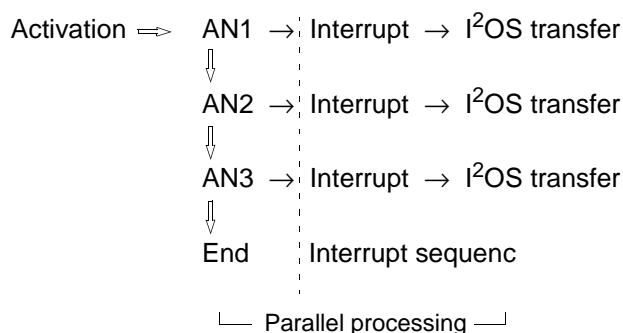 Activation ⇒ AN1 → Interrupt → I²OS transfer
AN2 → Interrupt → I²OS transfer
AN3 → Interrupt → I²OS transfer
End Interrupt sequenc
Parallel processing